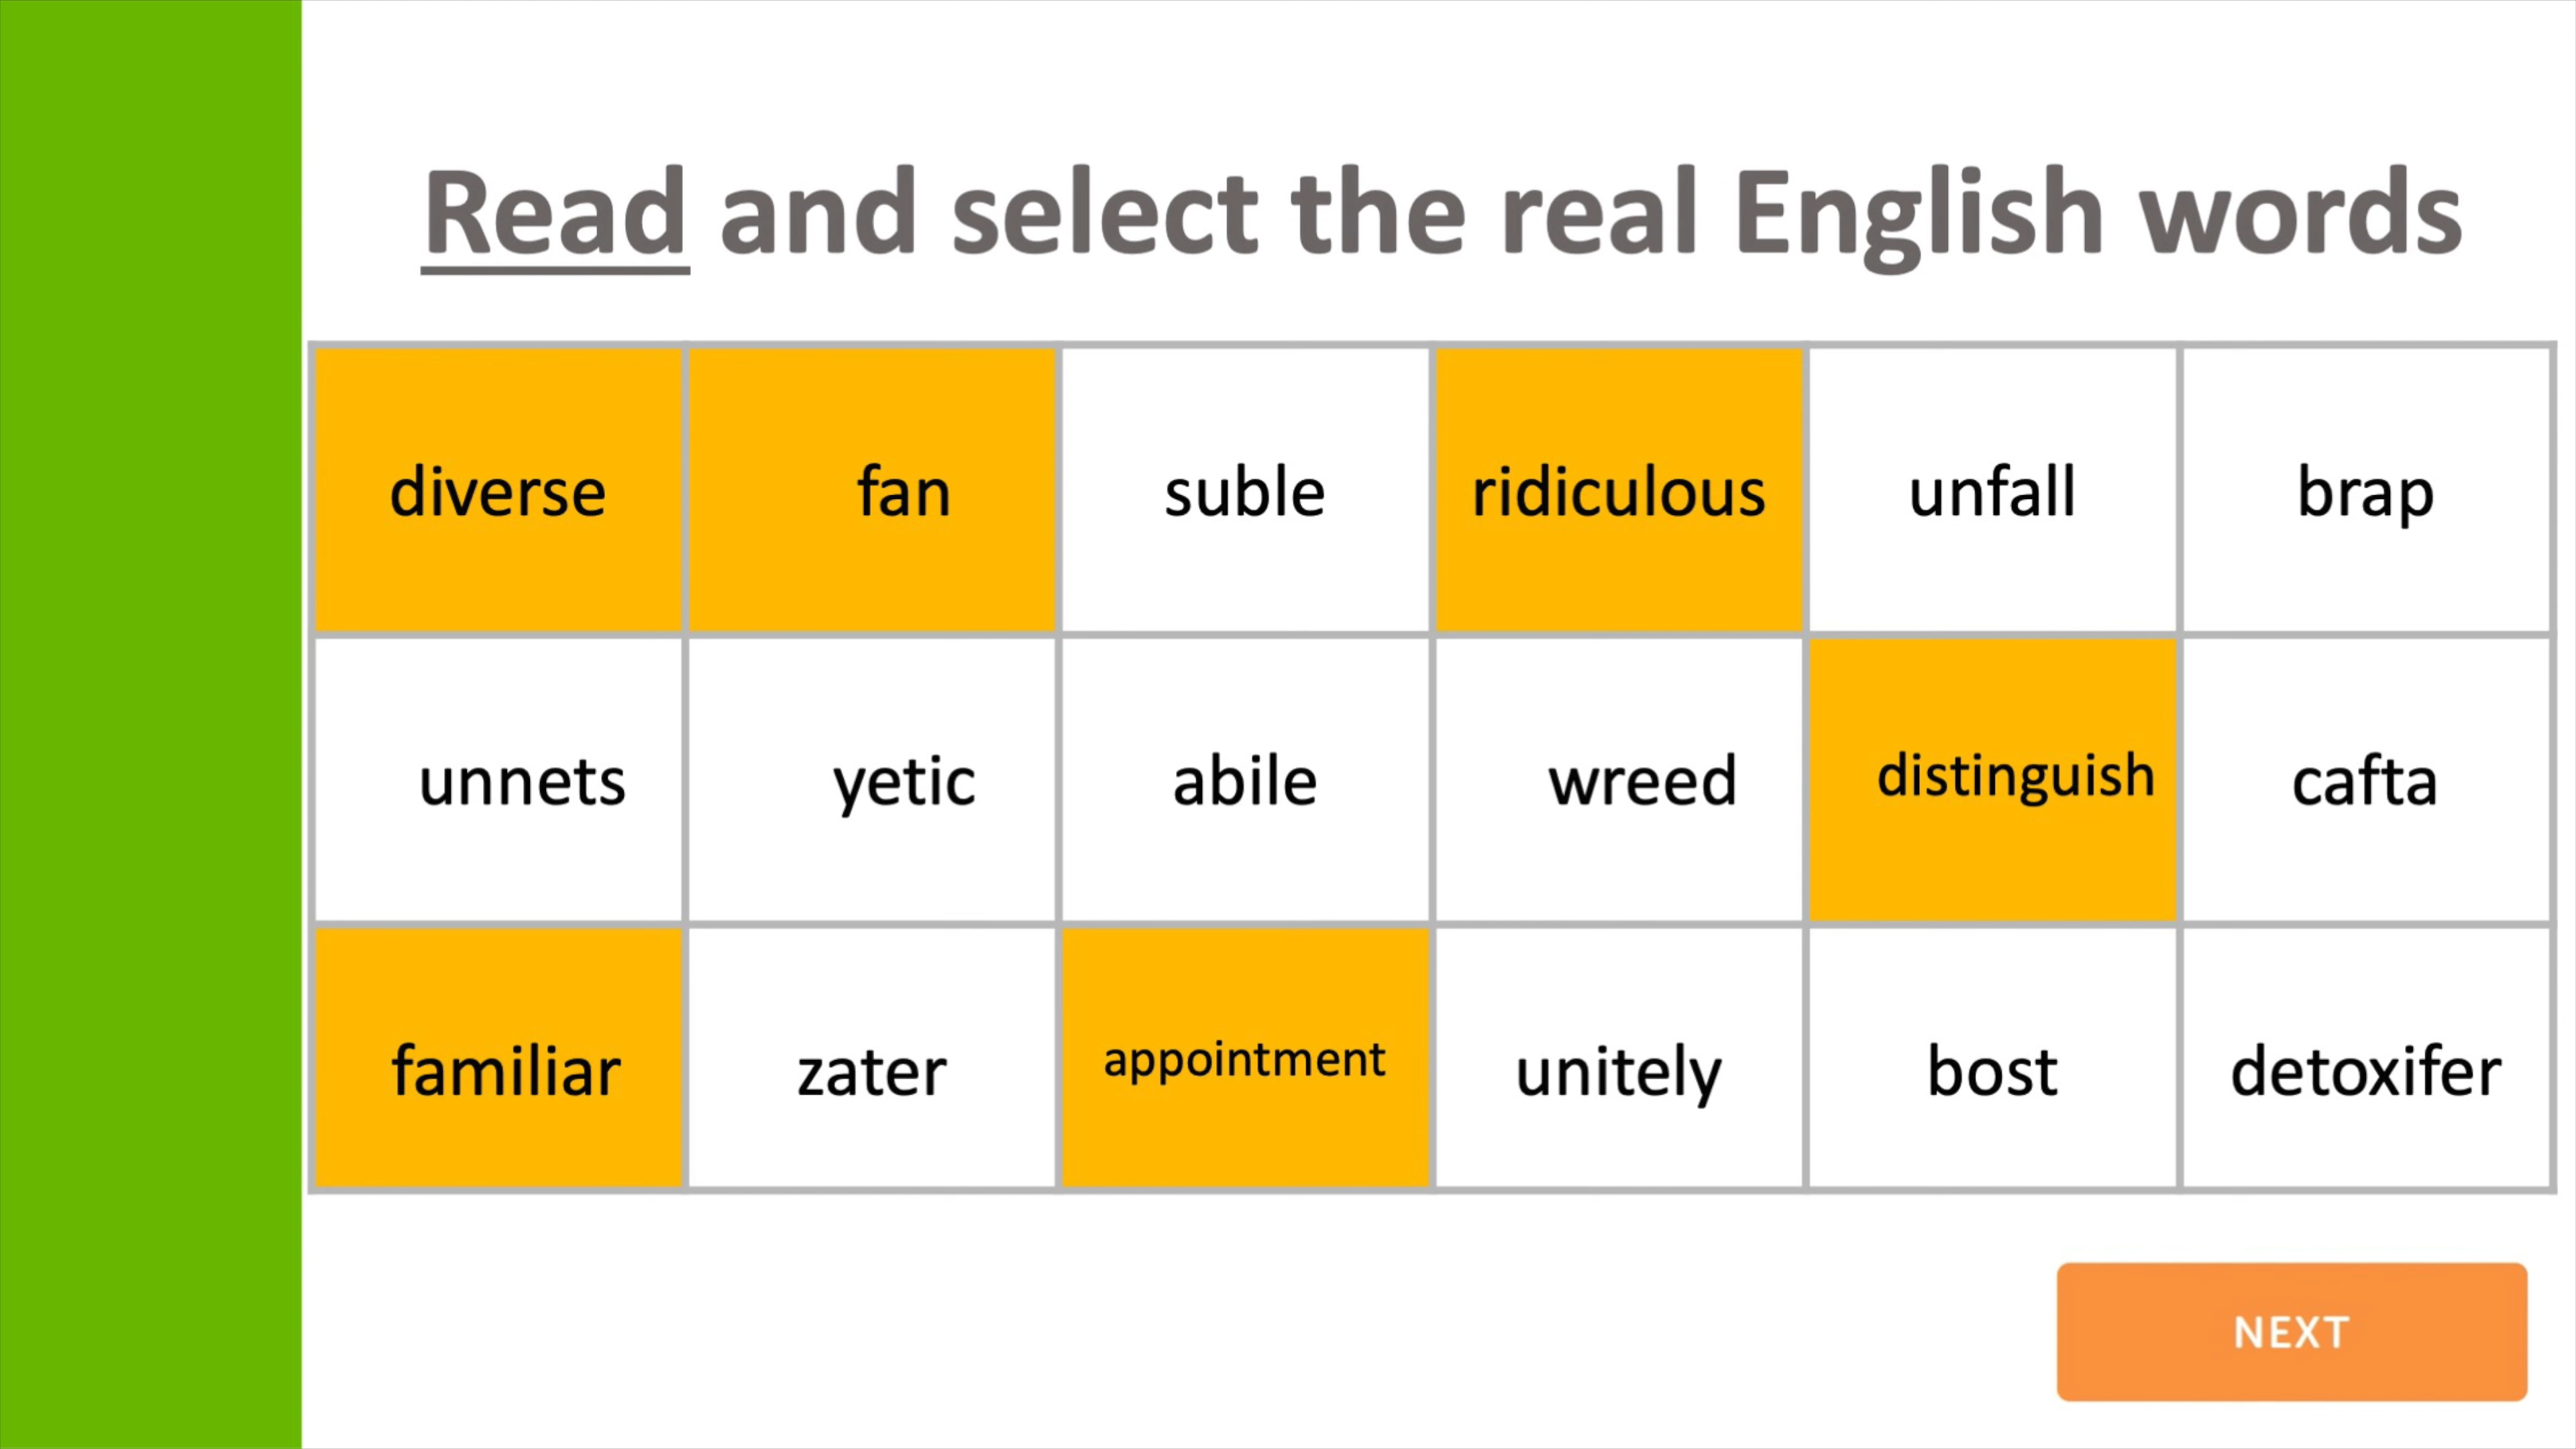 Read and select the real English words
diverse fan suble ridiculous unfall brap
unnets yetic abile wreed distinguish cafta
familiar zater appointment unitely bost detoxifer
NEXT